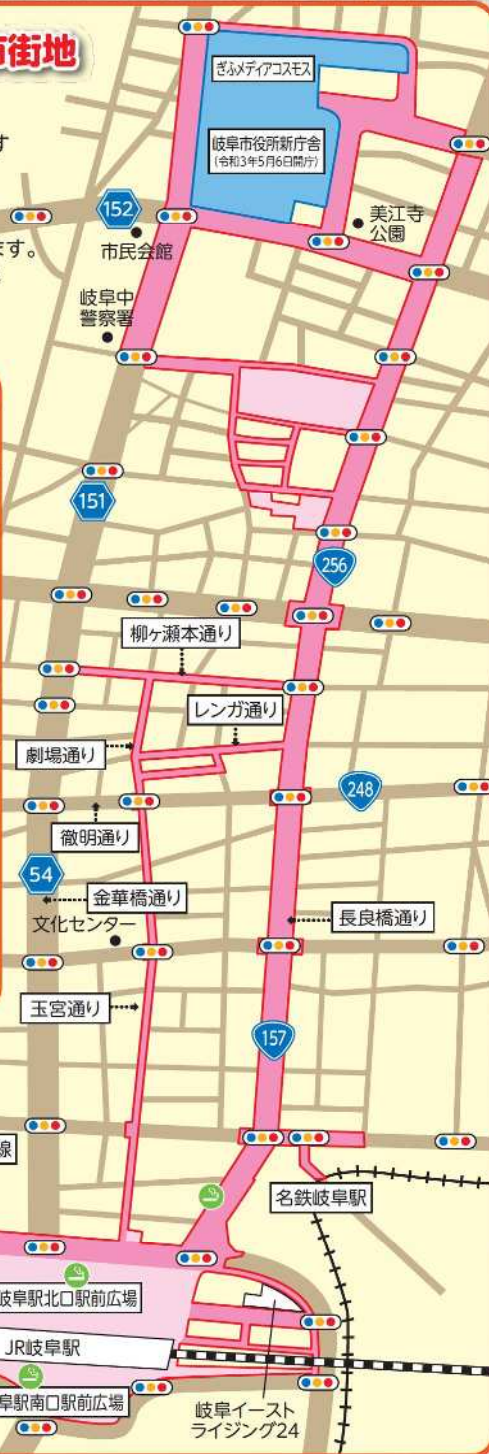 街地
ぎふメディアコスモス
す
岐阜市役所新庁舎
(令和3年5月6日開庁)
152
美江寺
公園
市民会館
ます。
岐阜中
警察署
151
256
柳ヶ瀬本通り
レンガ通り
劇場通り
248
徹明通り
54
金華橋通り
長良橋通り
文化センター
玉宮通り
157
線
名鉄岐阜駅
岐阜駅北口駅前広場
JR岐阜駅
阜駅南口駅前広場
岐阜イースト
ライジング24